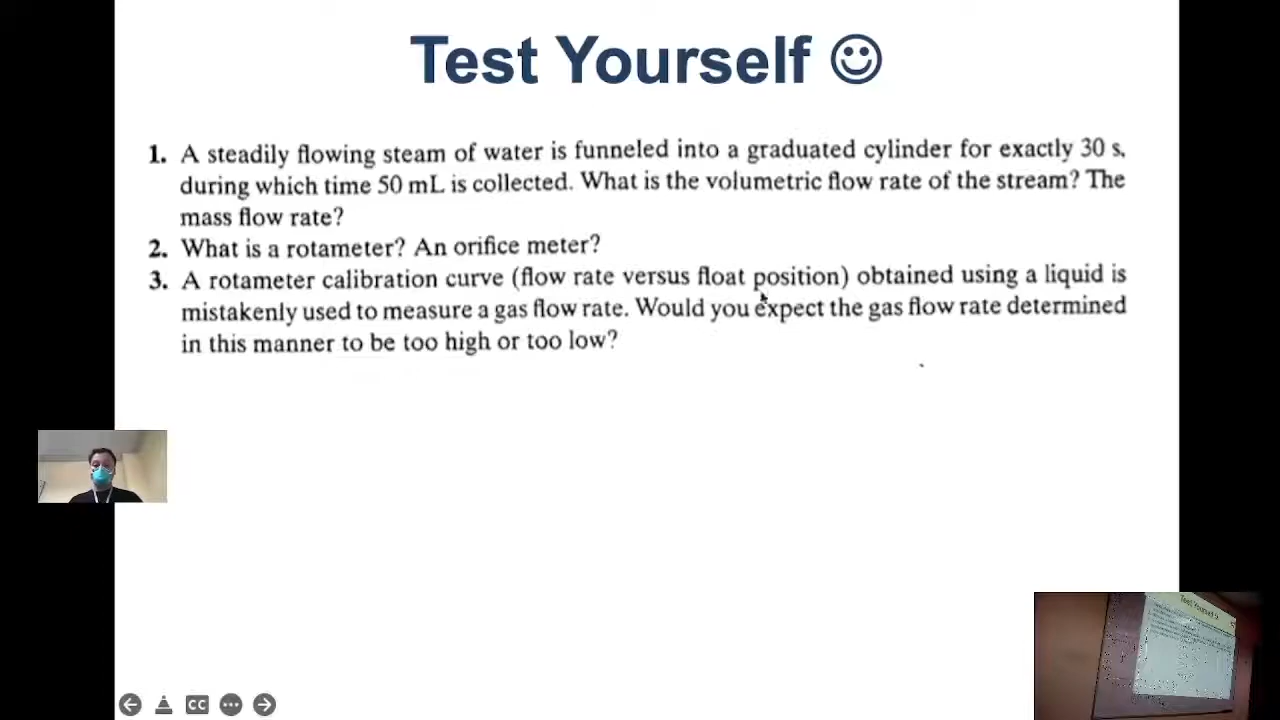 Test Yourself ☺
1. A steadily flowing steam of water is funneled into a graduated cylinder for exactly 30 s,
during which time 50 mL is collected. What is the volumetric flow rate of the stream? The
mass flow rate?
2. What is a rotameter? An orifice meter?
3. A rotameter calibration curve (flow rate versus float position) obtained using a liquid is
mistakenly used to measure a gas flow rate. Would you expect the gas flow rate determined
in this manner to be too high or too low?
CC
Test Yourself